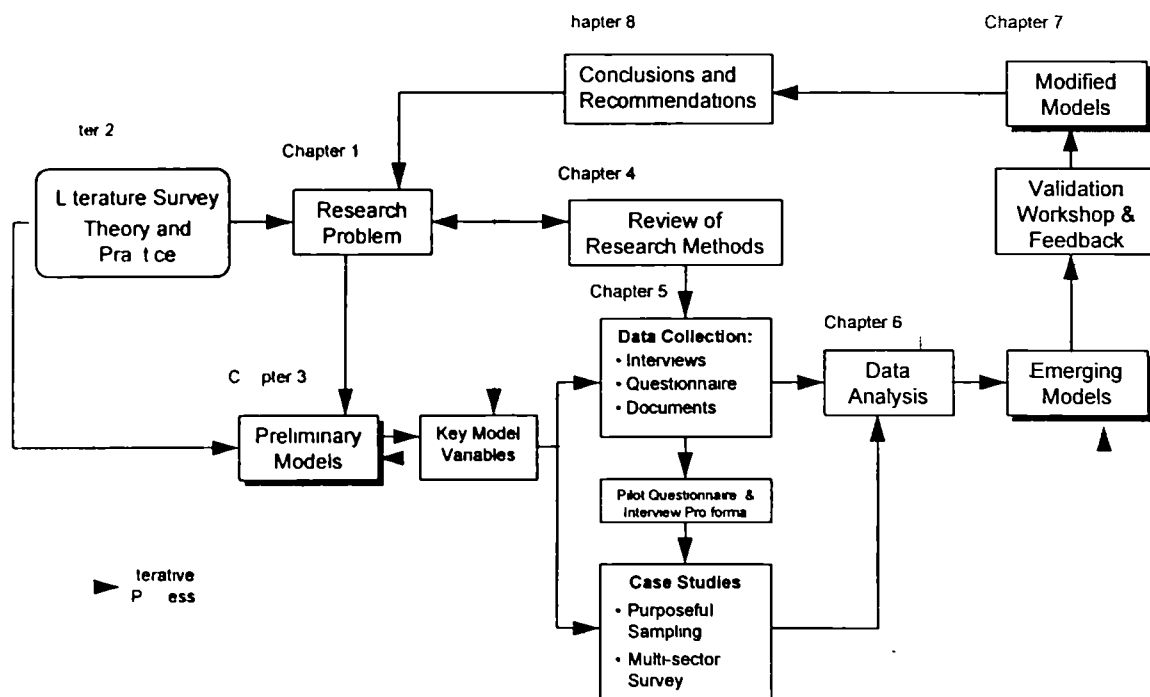 hapter 8
Chapter 7
Conclusions and
Recommendations
Modified
Models
ter 2
Chapter 1
Chapter 4
L terature Survey
Theory and
Pra t ce
Research
Problem
Review of
Research Methods
Validation
Workshop &
Feedback
Chapter 5
Chapter 6
Data Collection:
• Interviews
• Questionnaire
• Documents
Data
Analysis
Emerging
Models
C pter 3
Preliminary
Models
Key Model
Variables
Pilot Questionnaire &
Interview Pro forma
terative
P ess
Case Studies
• Purposeful
Sampling
• Multi-sector
Survey